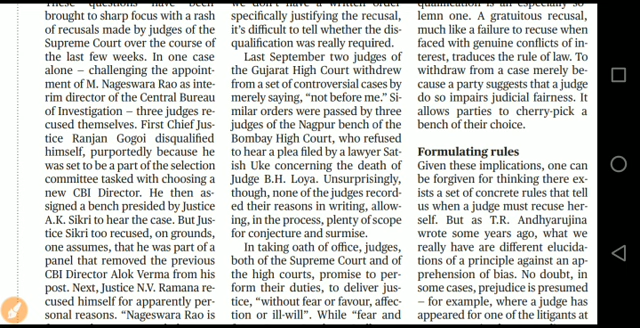 These questions have been
brought to sharp focus with a rash
of recusals made by judges of the
Supreme Court over the course of
the last few weeks. In one case
alone – challenging the appoint-
ment of M. Nageswara Rao as inte-
rim director of the Central Bureau
of Investigation – three judges re-
cused themselves. First Chief Jus-
tice Ranjan Gogoi disqualified
himself, purportedly because he
was set to be a part of the selection
committee tasked with choosing a
new CBI Director. He then as-
signed a bench presided by Justice
A.K. Sikri to hear the case. But Jus-
tice Sikri too recused, on grounds,
one assumes, that he was part of a
panel that removed the previous
CBI Director Alok Verma from his
post. Next, Justice N.V. Ramana re-
cused himself for apparently per-
sonal reasons. “Nageswara Rao is
we don’t have a written order
specifically justifying the recusal,
it’s difficult to tell whether the dis-
qualification was really required.
Last September two judges of
the Gujarat High Court withdrew
from a set of controversial cases by
merely saying, “not before me.” Si-
milar orders were passed by three
judges of the Nagpur bench of the
Bombay High Court, who refused
to hear a plea filed by a lawyer Sat-
ish Uke concerning the death of
Judge B.H. Loya. Unsurprisingly,
though, none of the judges record-
ed their reasons in writing, allow-
ing, in the process, plenty of scope
for conjecture and surmise.
In taking oath of office, judges,
both of the Supreme Court and of
the high courts, promise to per-
form their duties, to deliver jus-
tice, “without fear or favour, affec-
tion or ill-will”. While “fear and
qualification is an especially so-
lemn one. A gratuitous recusal,
much like a failure to recuse when
faced with genuine conflicts of in-
terest, traduces the rule of law. To
withdraw from a case merely be-
cause a party suggests that a judge
do so impairs judicial fairness. It
allows parties to cherry-pick a
bench of their choice.
Formulating rules
Given these implications, one can
be forgiven for thinking there ex-
ists a set of concrete rules that tell
us when a judge must recuse her-
self. But as T.R. Andhyarujina
wrote some years ago, what we
really have are different elucida-
tions of a principle against an ap-
prehension of bias. No doubt, in
some cases, prejudice is presumed
– for example, where a judge has
appeared for one of the litigants at